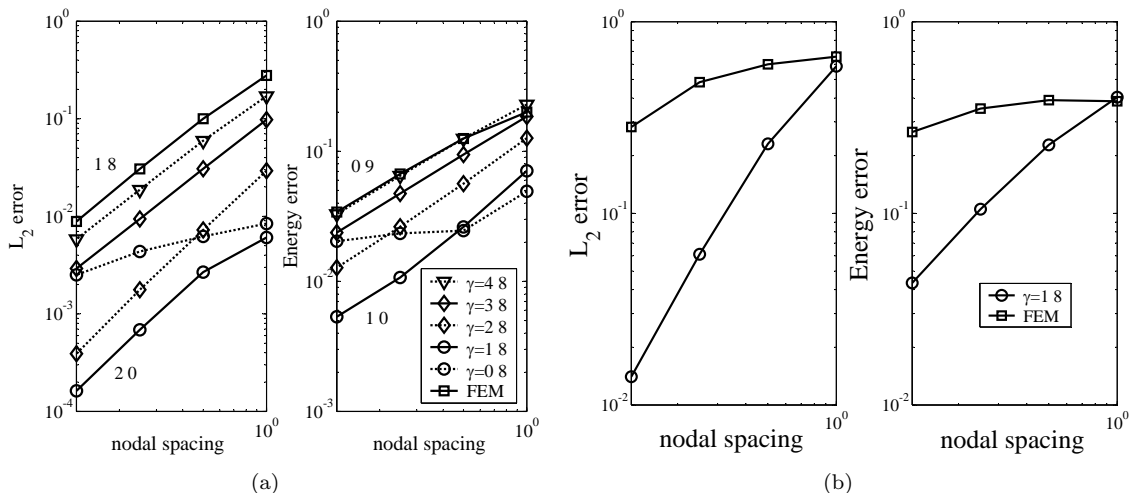 10^0
10^-1
10^-2
10^-3
10^-4
L_2 error
1 8
2 0
10^0
nodal spacing
10^0
10^-1
10^-2
10^-3
Energy error
0 9
1 0
γ=4 8
γ=3 8
γ=2 8
γ=1 8
γ=0 8
FEM
10^0
nodal spacing
(a)
10^0
10^-1
10^-2
L_2 error
10^0
nodal spacing
10^0
10^-1
10^-2
Energy error
γ=1 8
FEM
10^0
nodal spacing
(b)